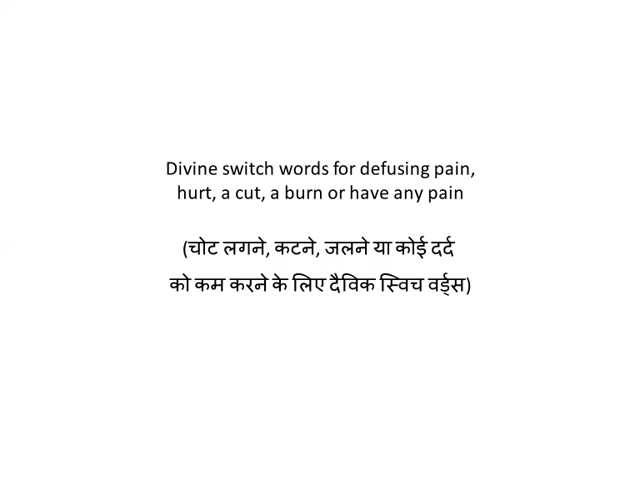 Divine switch words for defusing pain,
hurt, a cut, a burn or have any pain
(चोट लगने, कटने, जलने या कोई दर्द
को कम करने के लिए दैविक स्विच वर्ड्स)